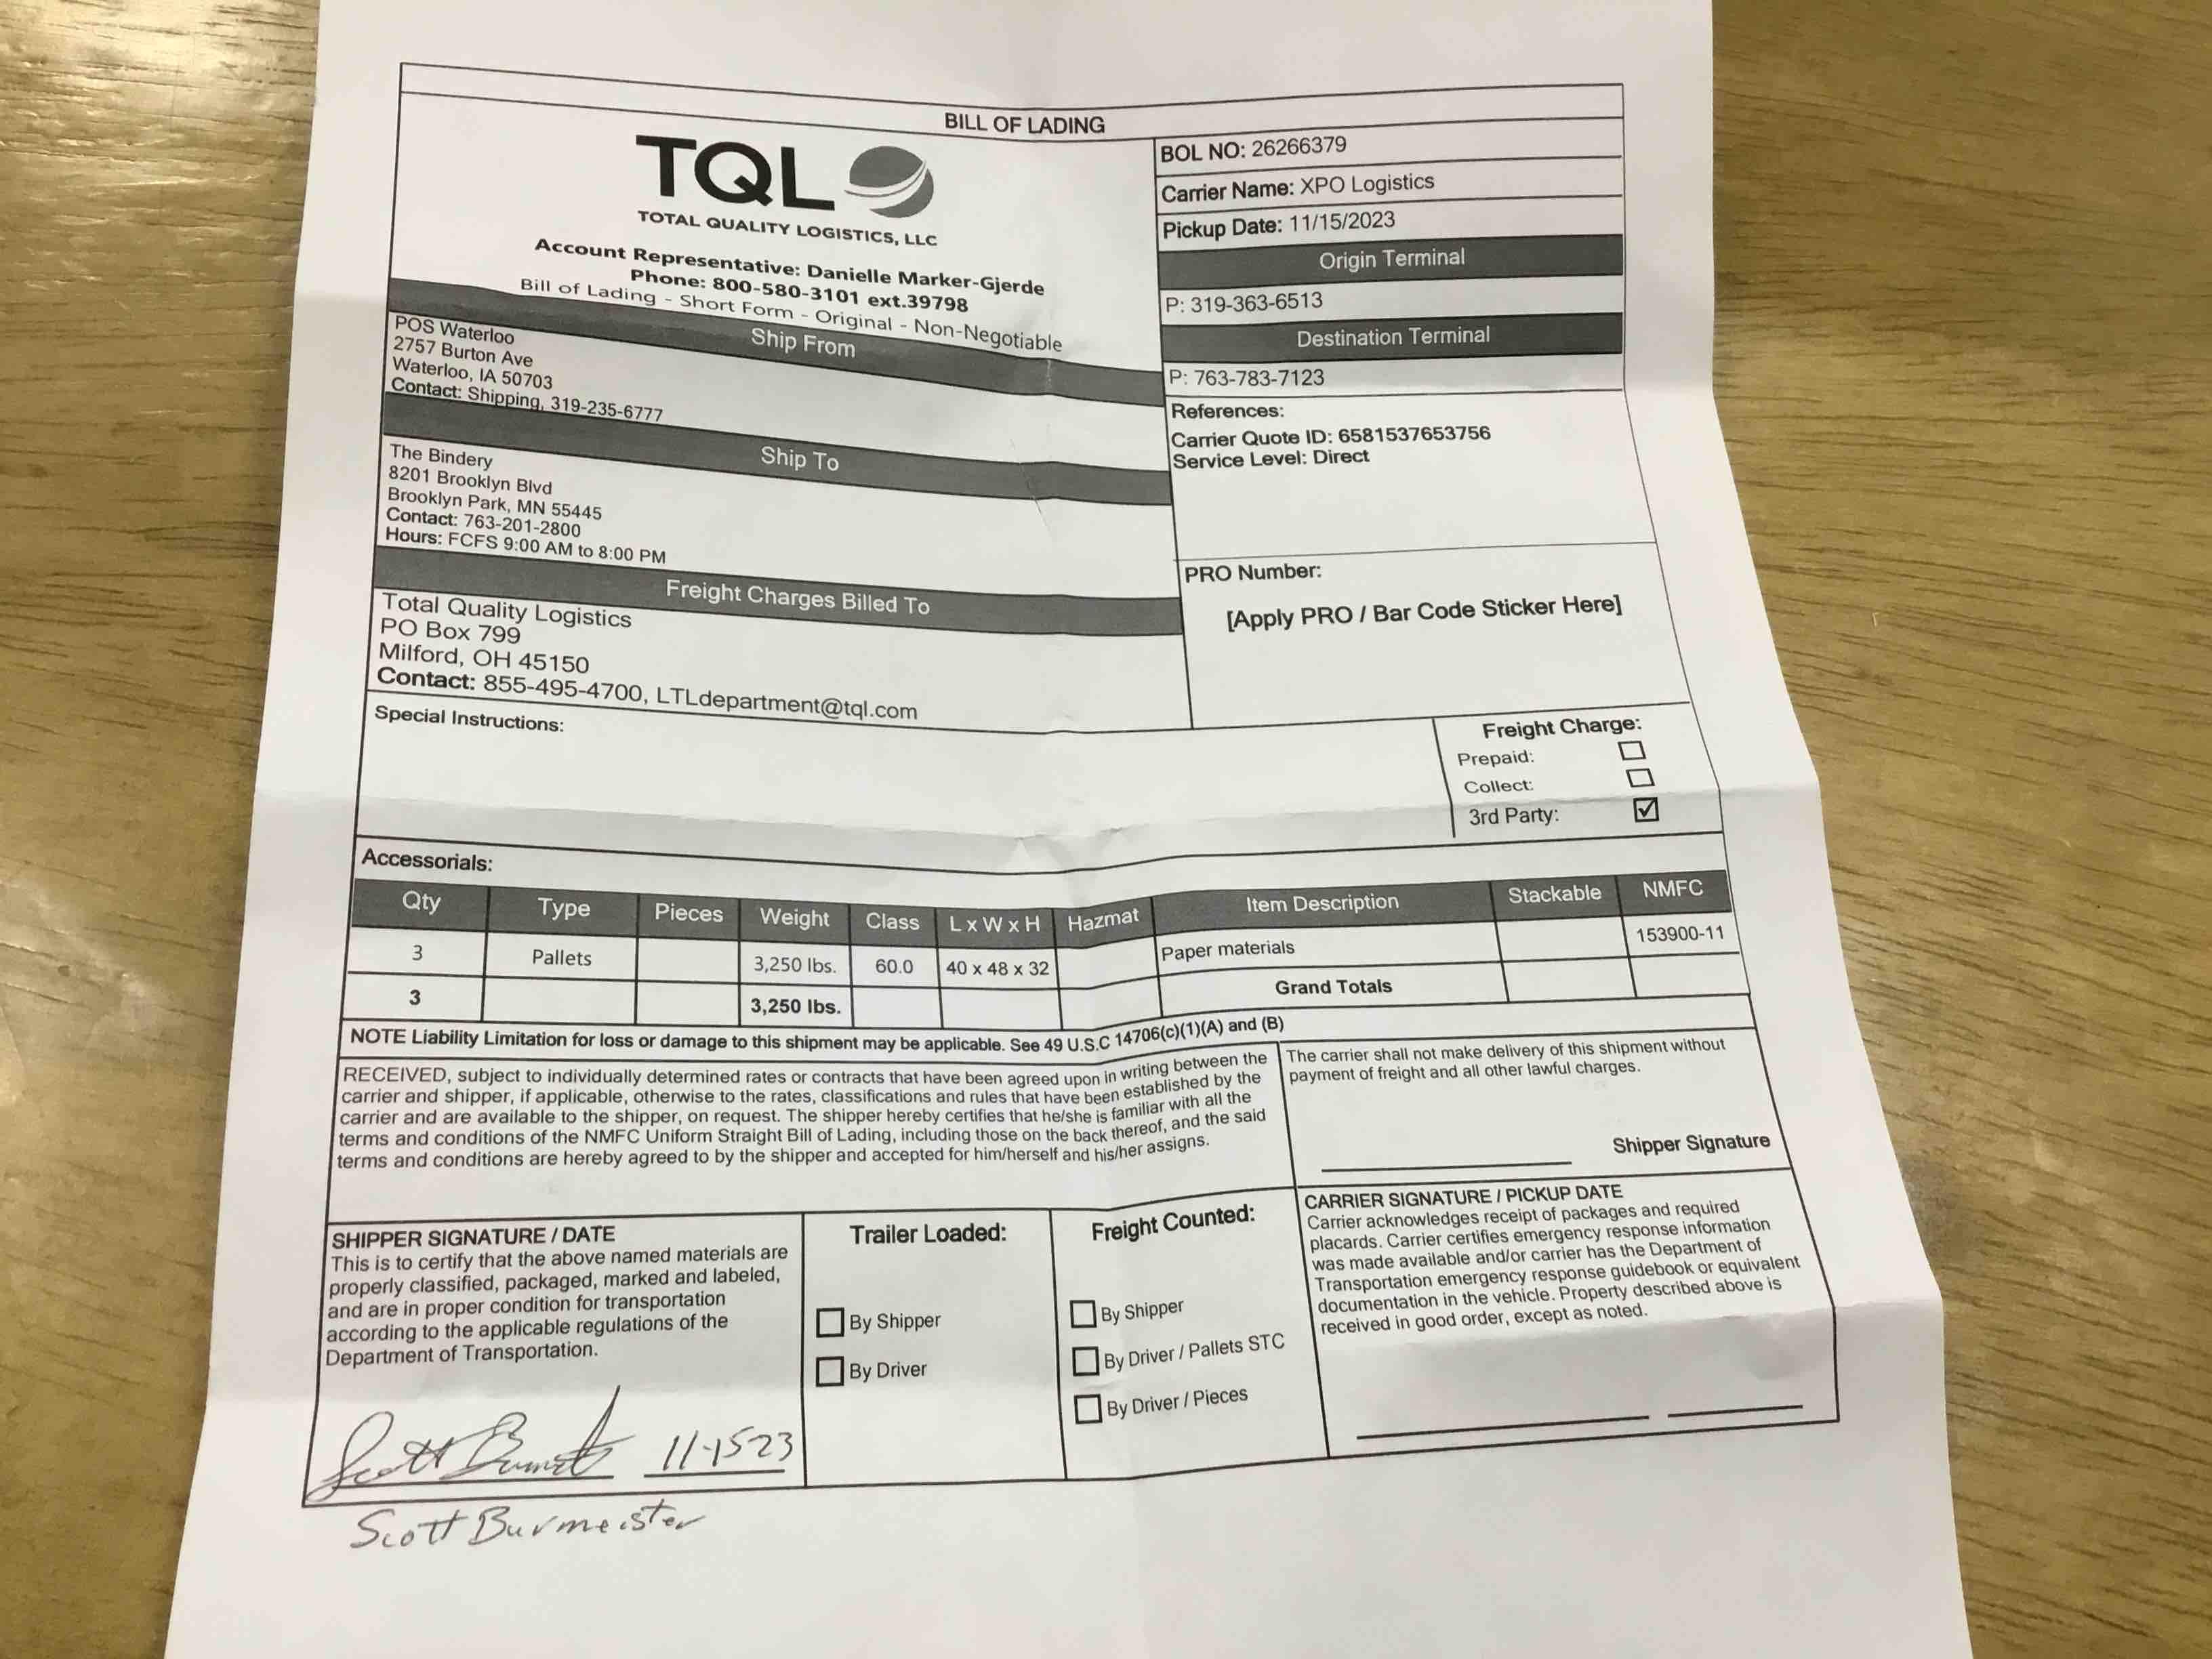 BILL OF LADING
TQL
TOTAL QUALITY LOGISTICS, LLC
Account Representative: Danielle Marker-Gjerde
Phone: 800-580-3101 ext.39798
Bill of Lading - Short Form - Original - Non-Negotiable
BOL NO: 26266379
Carrier Name: XPO Logistics
Pickup Date: 11/15/2023
Origin Terminal
P: 319-363-6513
Destination Terminal
P: 763-783-7123
References:
Carrier Quote ID: 6581537653756
Service Level: Direct
PRO Number:
[Apply PRO / Bar Code Sticker Here]
Ship From
POS Waterloo
2757 Burton Ave
Waterloo, IA 50703
Contact: Shipping, 319-235-6777
Ship To
The Bindery
8201 Brooklyn Blvd
Brooklyn Park, MN 55445
Contact: 763-201-2800
Hours: FCFS 9:00 AM to 8:00 PM
Freight Charges Billed To
Total Quality Logistics
PO Box 799
Milford, OH 45150
Contact: 855-495-4700, LTLdepartment@tql.com
Special Instructions:
Freight Charge:
Prepaid:
Collect:
3rd Party:
Accessorials:
Qty Type Pieces Weight Class L x W x H Hazmat Item Description Stackable NMFC
3 Pallets 3,250 lbs. 60.0 40 x 48 x 32 Paper materials 153900-11
3 3,250 lbs. Grand Totals
NOTE Liability Limitation for loss or damage to this shipment may be applicable. See 49 U.S.C 14706(c)(1)(A) and (B)
RECEIVED, subject to individually determined rates or contracts that have been agreed upon in writing between the
carrier and shipper, if applicable, otherwise to the rates, classifications and rules that have been established by the
carrier and are available to the shipper, on request. The shipper hereby certifies that he/she is familiar with all the
terms and conditions of the NMFC Uniform Straight Bill of Lading, including those on the back thereof, and the said
terms and conditions are hereby agreed to by the shipper and accepted for him/herself and his/her assigns.
The carrier shall not make delivery of this shipment without
payment of freight and all other lawful charges.
Shipper Signature
SHIPPER SIGNATURE / DATE
This is to certify that the above named materials are
properly classified, packaged, marked and labeled,
and are in proper condition for transportation
according to the applicable regulations of the
Department of Transportation.
Scott Burmeister 11-1523
Scott Burmeister
Trailer Loaded:
By Shipper
By Driver
Freight Counted:
By Shipper
By Driver / Pallets STC
By Driver / Pieces
CARRIER SIGNATURE / PICKUP DATE
Carrier acknowledges receipt of packages and required
placards. Carrier certifies emergency response information
was made available and/or carrier has the Department of
Transportation emergency response guidebook or equivalent
documentation in the vehicle. Property described above is
received in good order, except as noted.